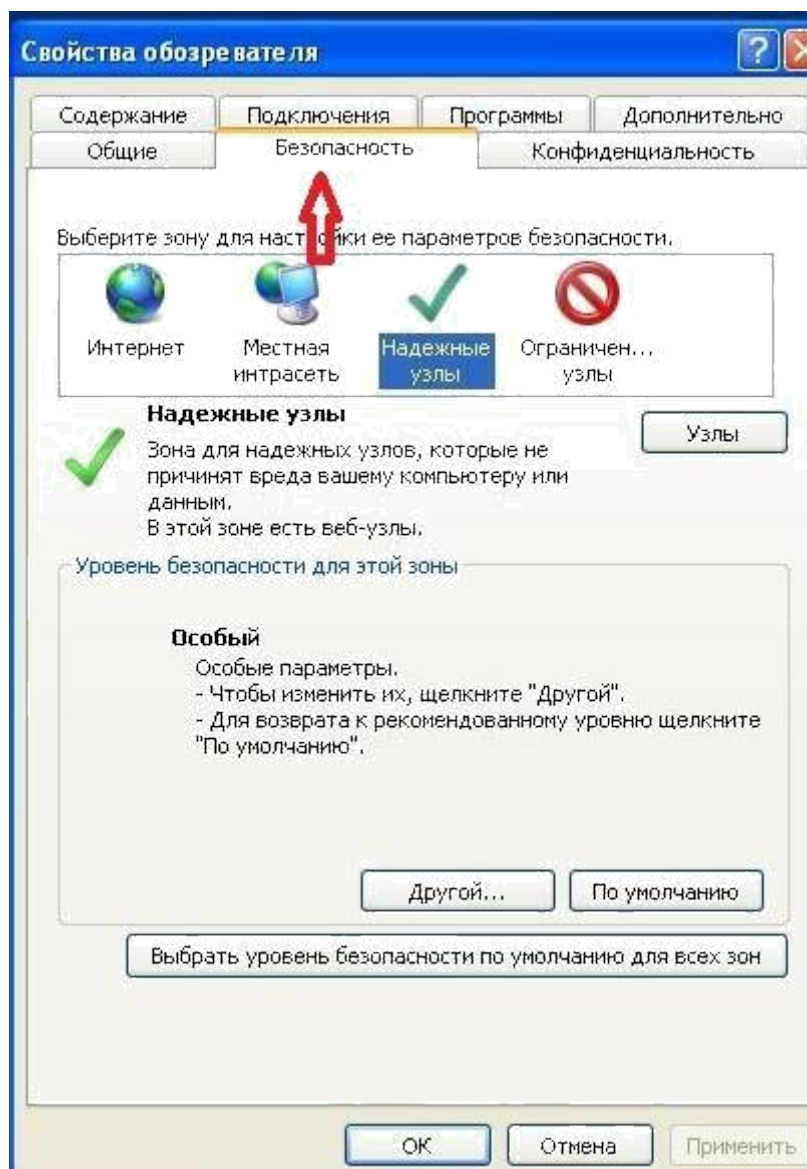 Свойства обозревателя
Содержание Подключения Программы Дополнительно
Общие Безопасность Конфиденциальность
Выберите зону для настройки ее параметров безопасности.
Интернет
Местная
интрасеть
Надежные
узлы
Ограничен...
узлы
Надежные узлы
Узлы
Зона для надежных узлов, которые не
причинят вреда вашему компьютеру или
данным.
В этой зоне есть веб-узлы.
Уровень безопасности для этой зоны
Особый
Особые параметры.
- Чтобы изменить их, щелкните "Другой".
- Для возврата к рекомендованному уровню щелкните
"По умолчанию".
Другой... По умолчанию
Выбрать уровень безопасности по умолчанию для всех зон
ОК Отмена Применить